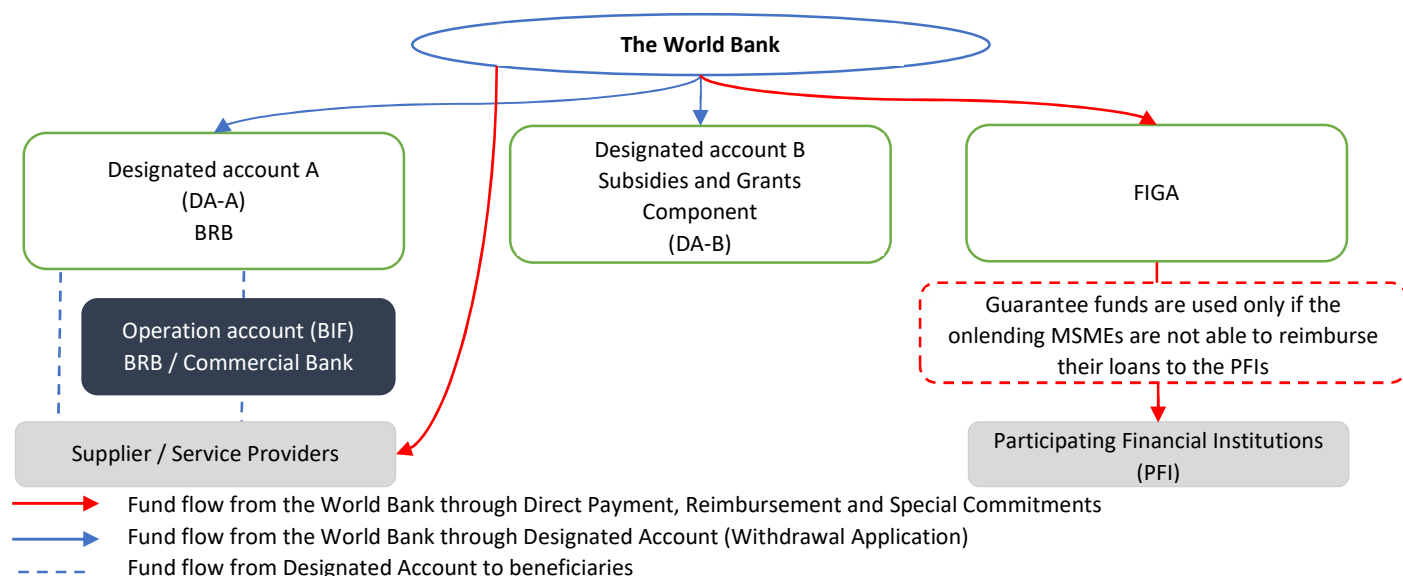 The World Bank
Designated account A
(DA-A)
BRB
Designated account B
Subsidies and Grants
Component
(DA-B)
FIGA
Operation account (BIF)
BRB / Commercial Bank
Guarantee funds are used only if the
onlending MSMEs are not able to reimburse
their loans to the PFIs
Supplier / Service Providers
Participating Financial Institutions
(PFI)
Fund flow from the World Bank through Direct Payment, Reimbursement and Special Commitments
Fund flow from the World Bank through Designated Account (Withdrawal Application)
Fund flow from Designated Account to beneficiaries